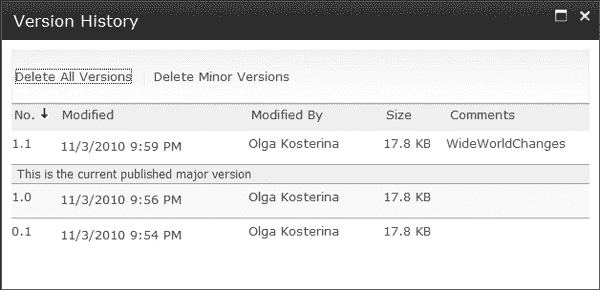 Version History
Delete All Versions Delete Minor Versions
No. Modified Modified By Size Comments
1.1 11/3/2010 9:59 PM Olga Kosterina 17.8 KB WideWorldChanges
This is the current published major version
1.0 11/3/2010 9:56 PM Olga Kosterina 17.8 KB
0.1 11/3/2010 9:54 PM Olga Kosterina 17.8 KB